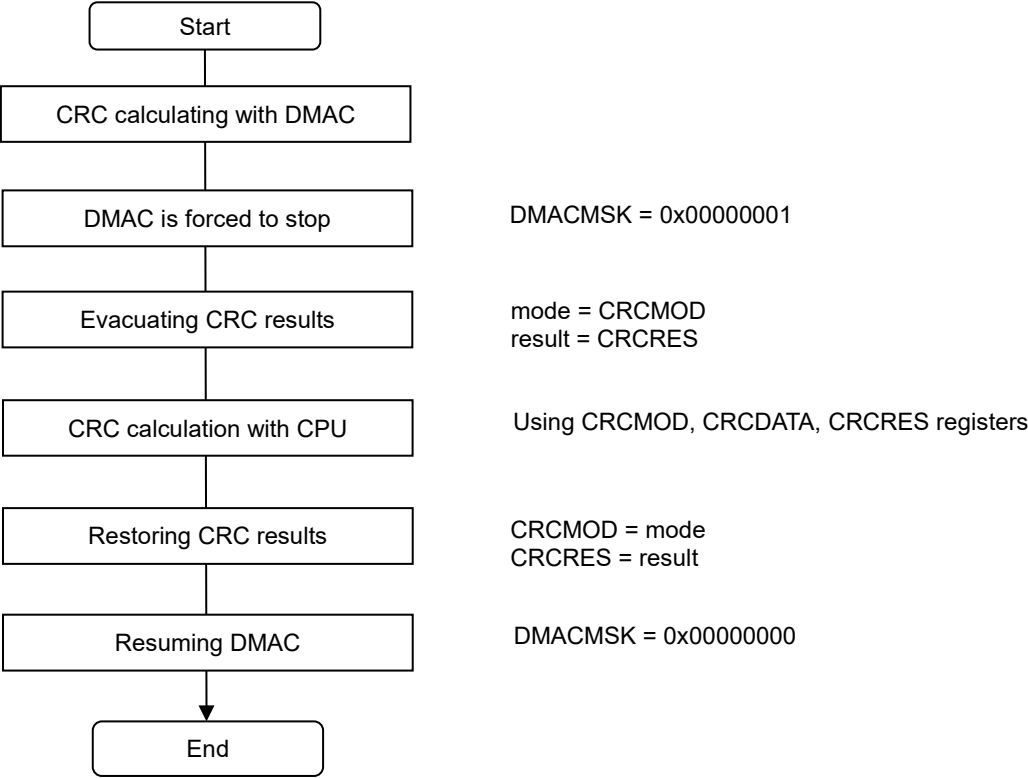 Start
CRC calculating with DMAC
DMAC is forced to stop
DMACMSK = 0x00000001
Evacuating CRC results
mode = CRCMOD
result = CRCRES
CRC calculation with CPU
Using CRCMOD, CRCDATA, CRCRES registers
Restoring CRC results
CRCMOD = mode
CRCRES = result
Resuming DMAC
DMACMSK = 0x00000000
End